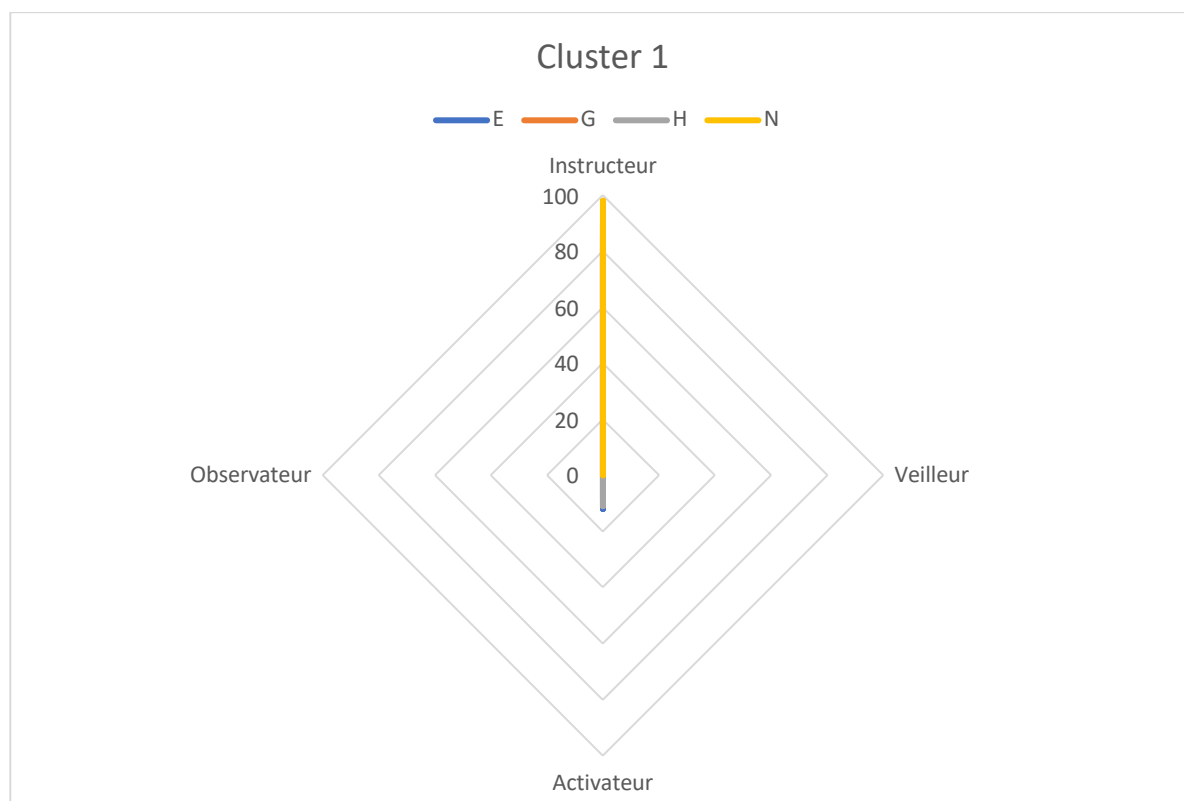 Cluster 1
E G H N
Instructeur
100
80
60
40
20
0
Observateur
Veilleur
Activateur